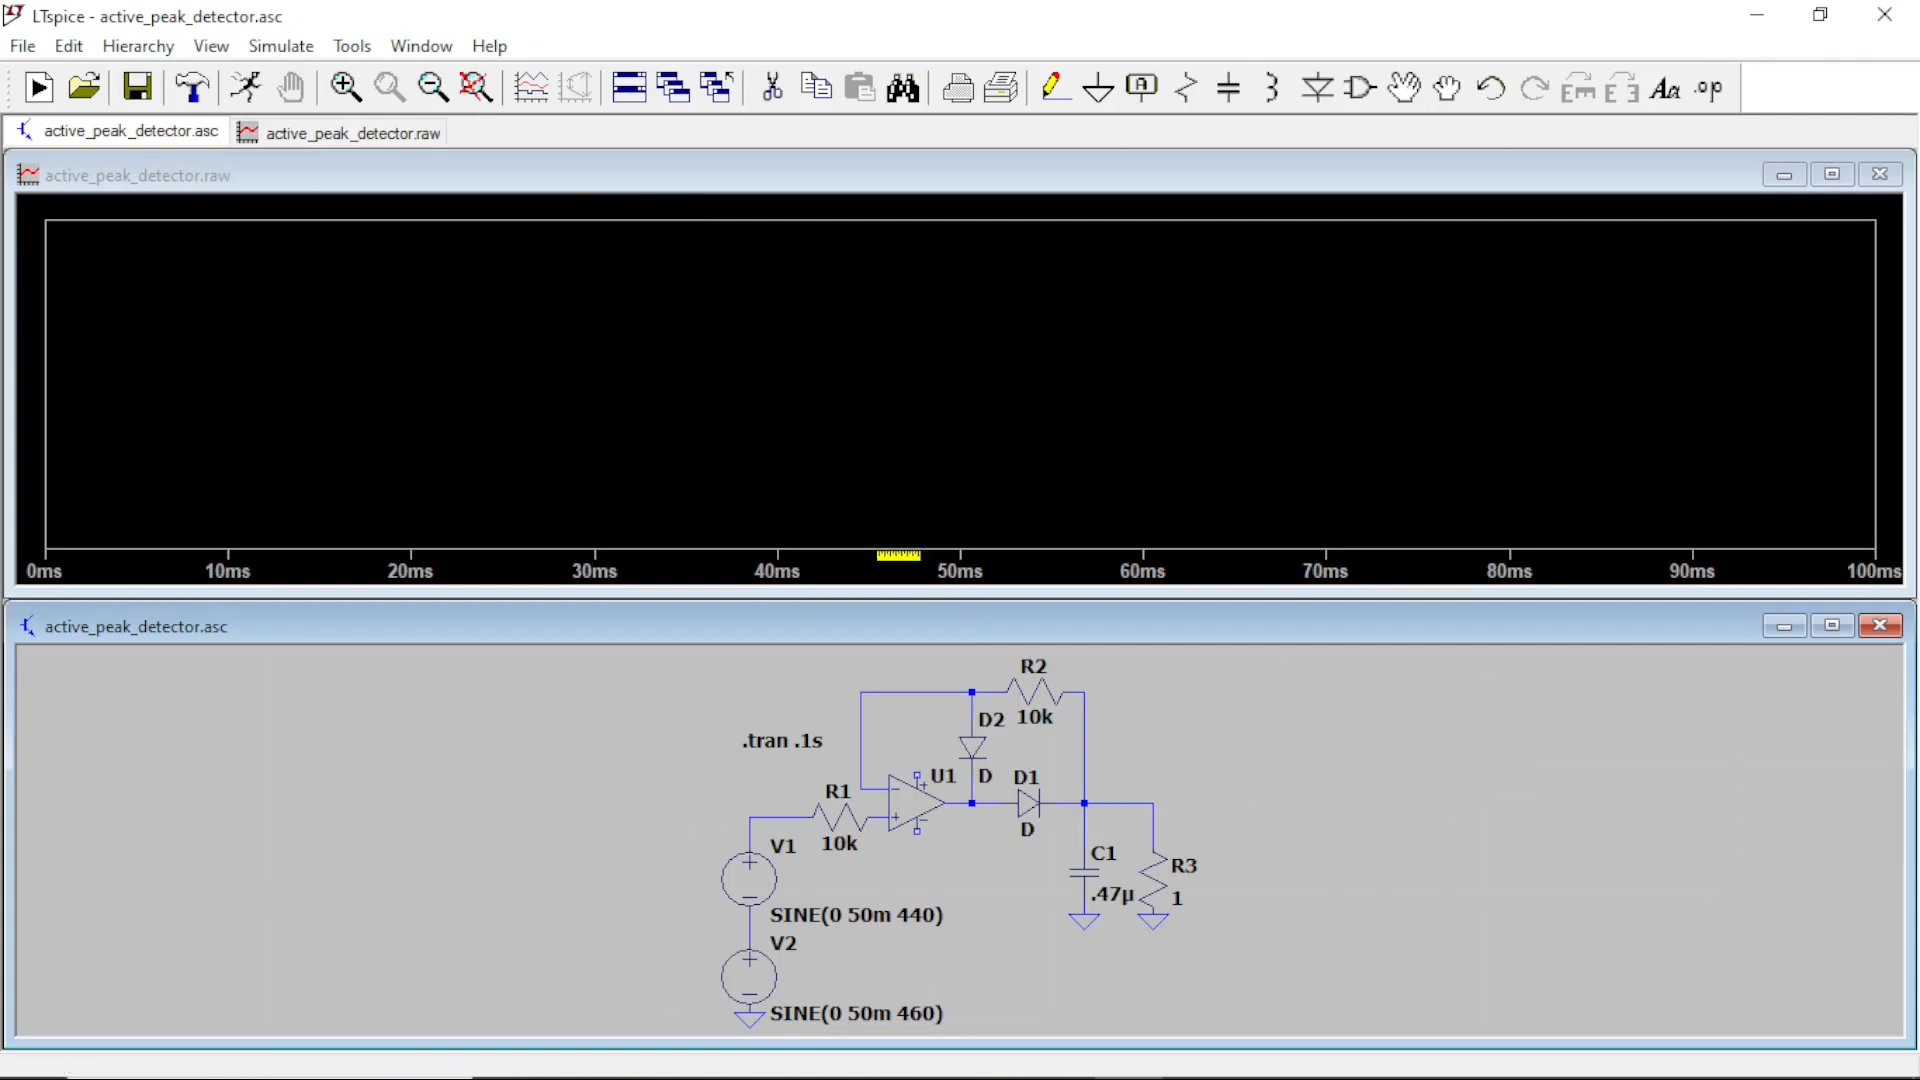 LTspice - active_peak_detector.asc
File Edit Hierarchy View Simulate Tools Window Help
A Aa .op
active_peak_detector.asc active_peak_detector.raw
active_peak_detector.raw
0ms 10ms 20ms 30ms 40ms 50ms 60ms 70ms 80ms 90ms 100ms
active_peak_detector.asc
R2
D2 10k
.tran .1s
U1 D D1
R1
10k
D
V1
C1
R3
.47µ
1
SINE(0 50m 440)
V2
SINE(0 50m 460)